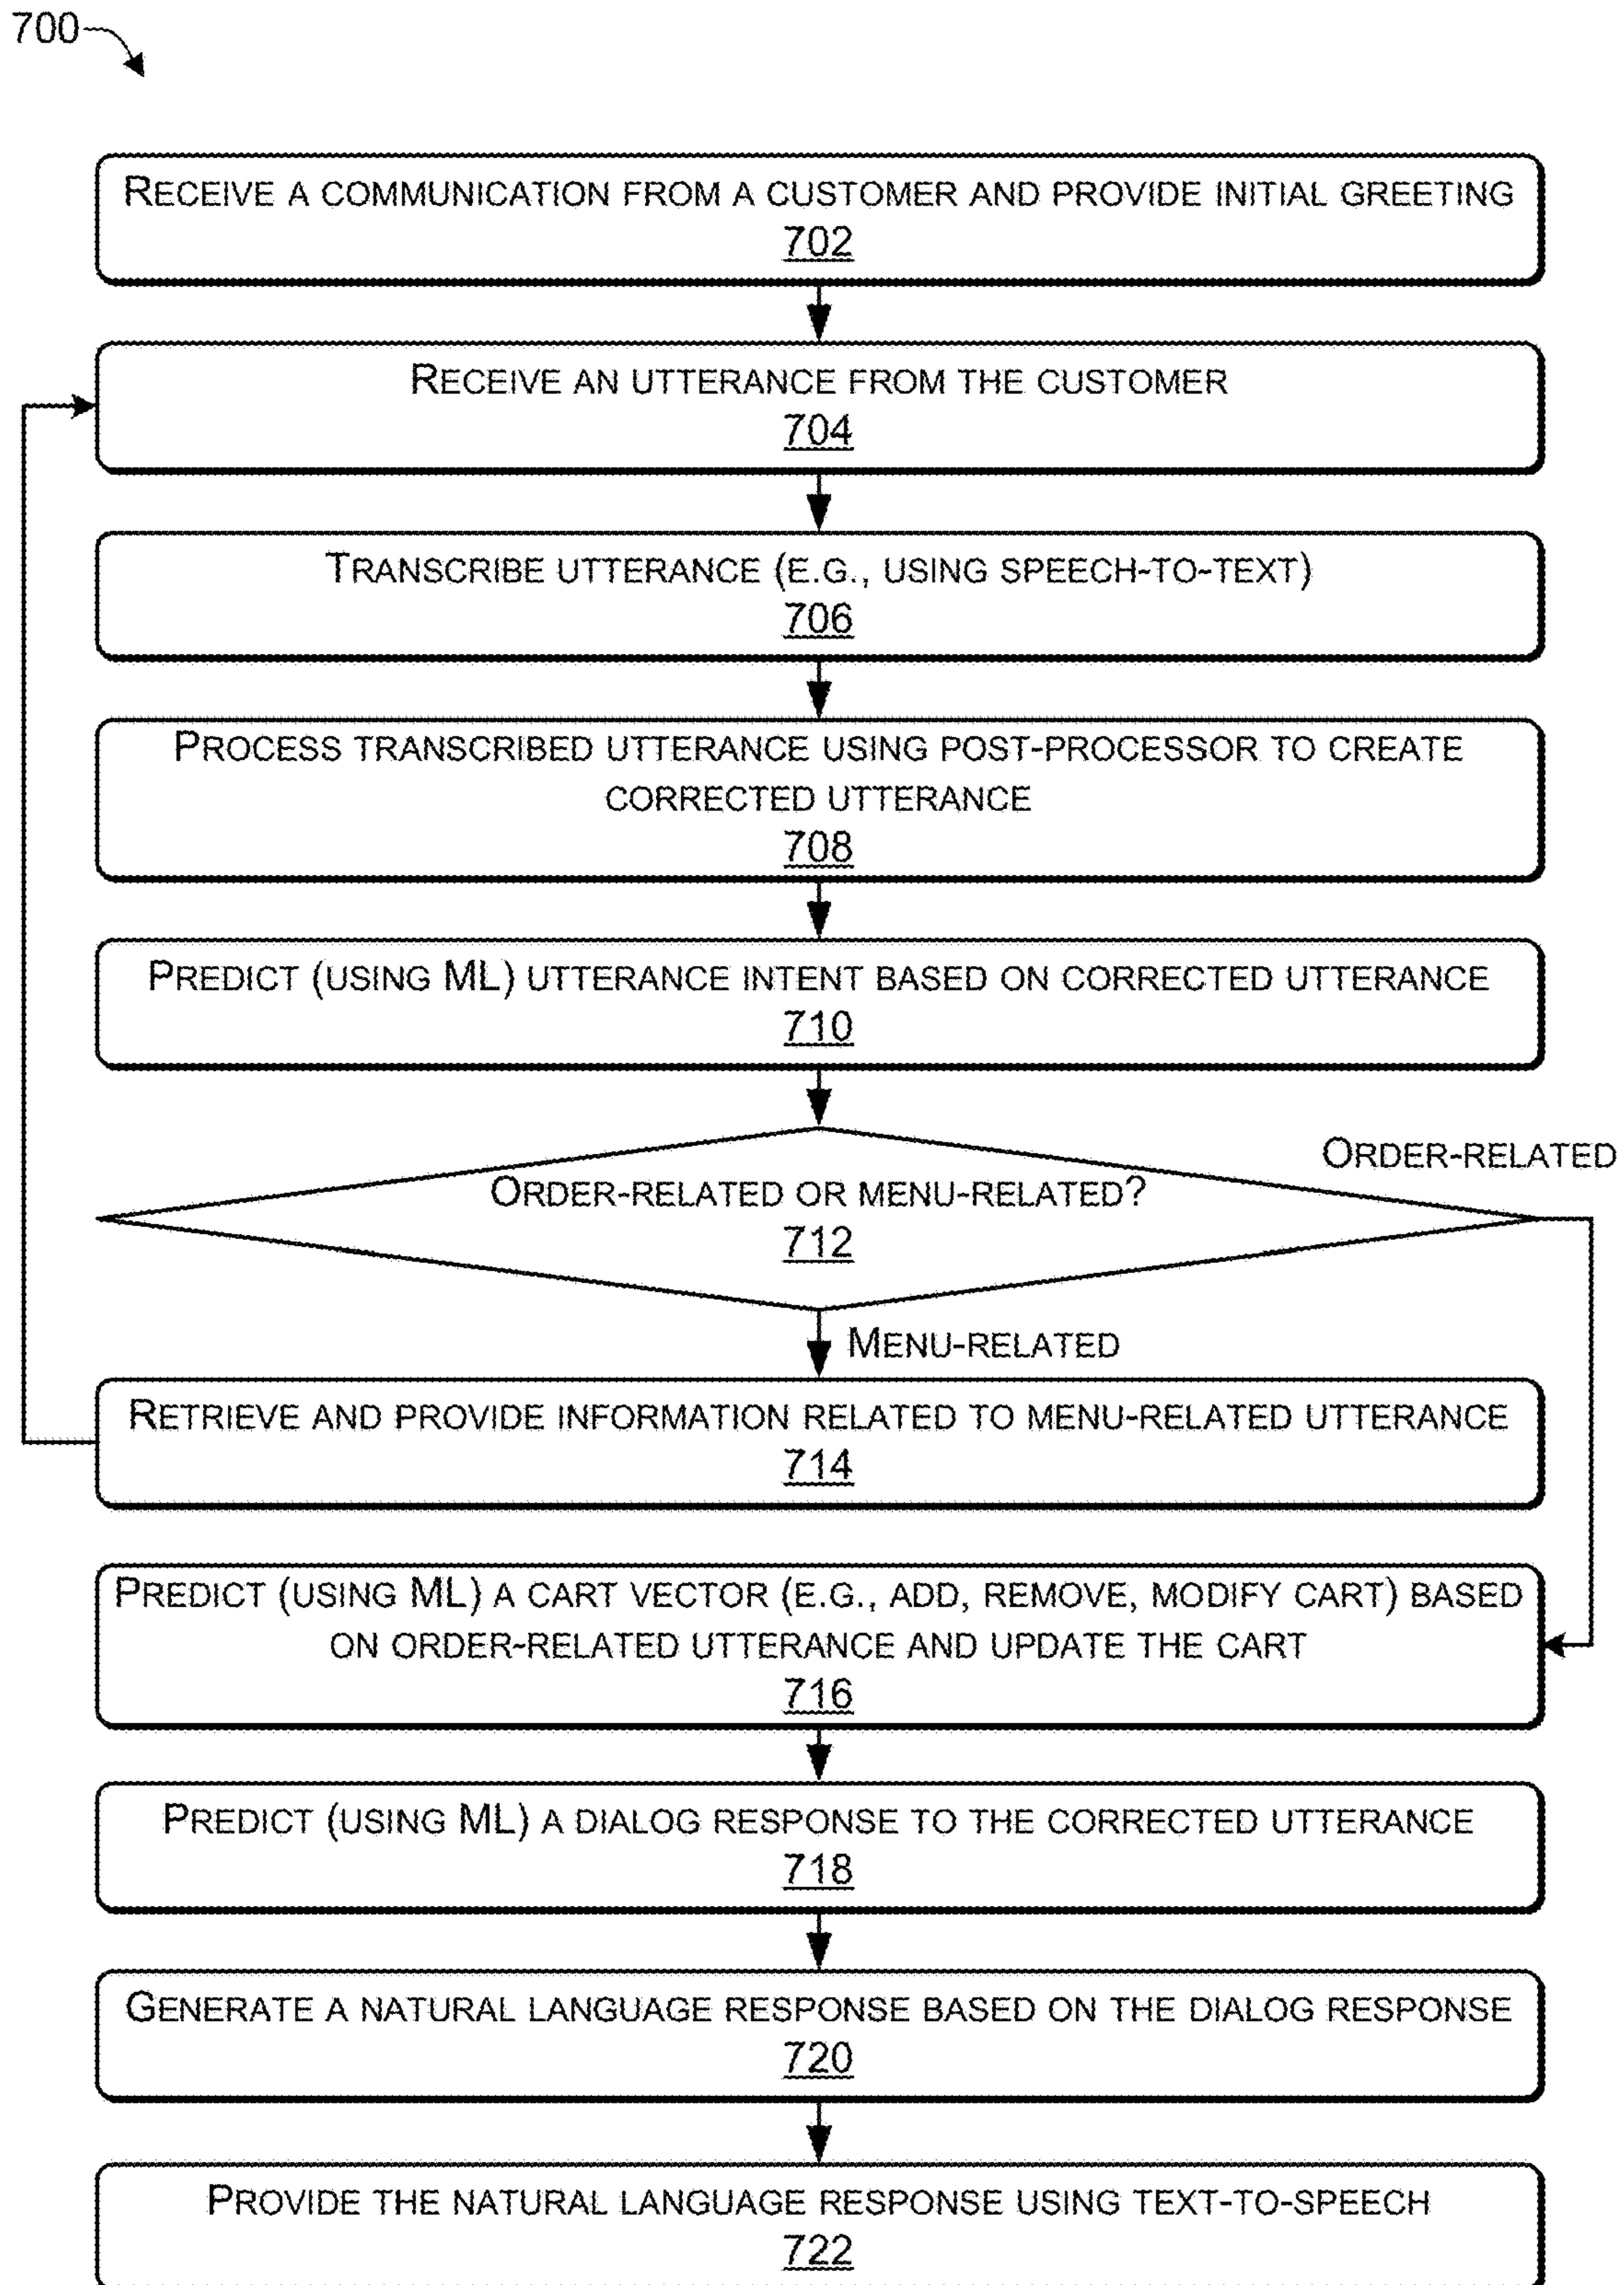 700
RECEIVE A COMMUNICATION FROM A CUSTOMER AND PROVIDE INITIAL GREETING
702
RECEIVE AN UTTERANCE FROM THE CUSTOMER
704
TRANSCRIBE UTTERANCE (E.G., USING SPEECH-TO-TEXT)
706
PROCESS TRANSCRIBED UTTERANCE USING POST-PROCESSOR TO CREATE
CORRECTED UTTERANCE
708
PREDICT (USING ML) UTTERANCE INTENT BASED ON CORRECTED UTTERANCE
710
ORDER-RELATED
ORDER-RELATED OR MENU-RELATED?
712
MENU-RELATED
RETRIEVE AND PROVIDE INFORMATION RELATED TO MENU-RELATED UTTERANCE
714
PREDICT (USING ML) A CART VECTOR (E.G., ADD, REMOVE, MODIFY CART) BASED
ON ORDER-RELATED UTTERANCE AND UPDATE THE CART
716
PREDICT (USING ML) A DIALOG RESPONSE TO THE CORRECTED UTTERANCE
718
GENERATE A NATURAL LANGUAGE RESPONSE BASED ON THE DIALOG RESPONSE
720
PROVIDE THE NATURAL LANGUAGE RESPONSE USING TEXT-TO-SPEECH
722